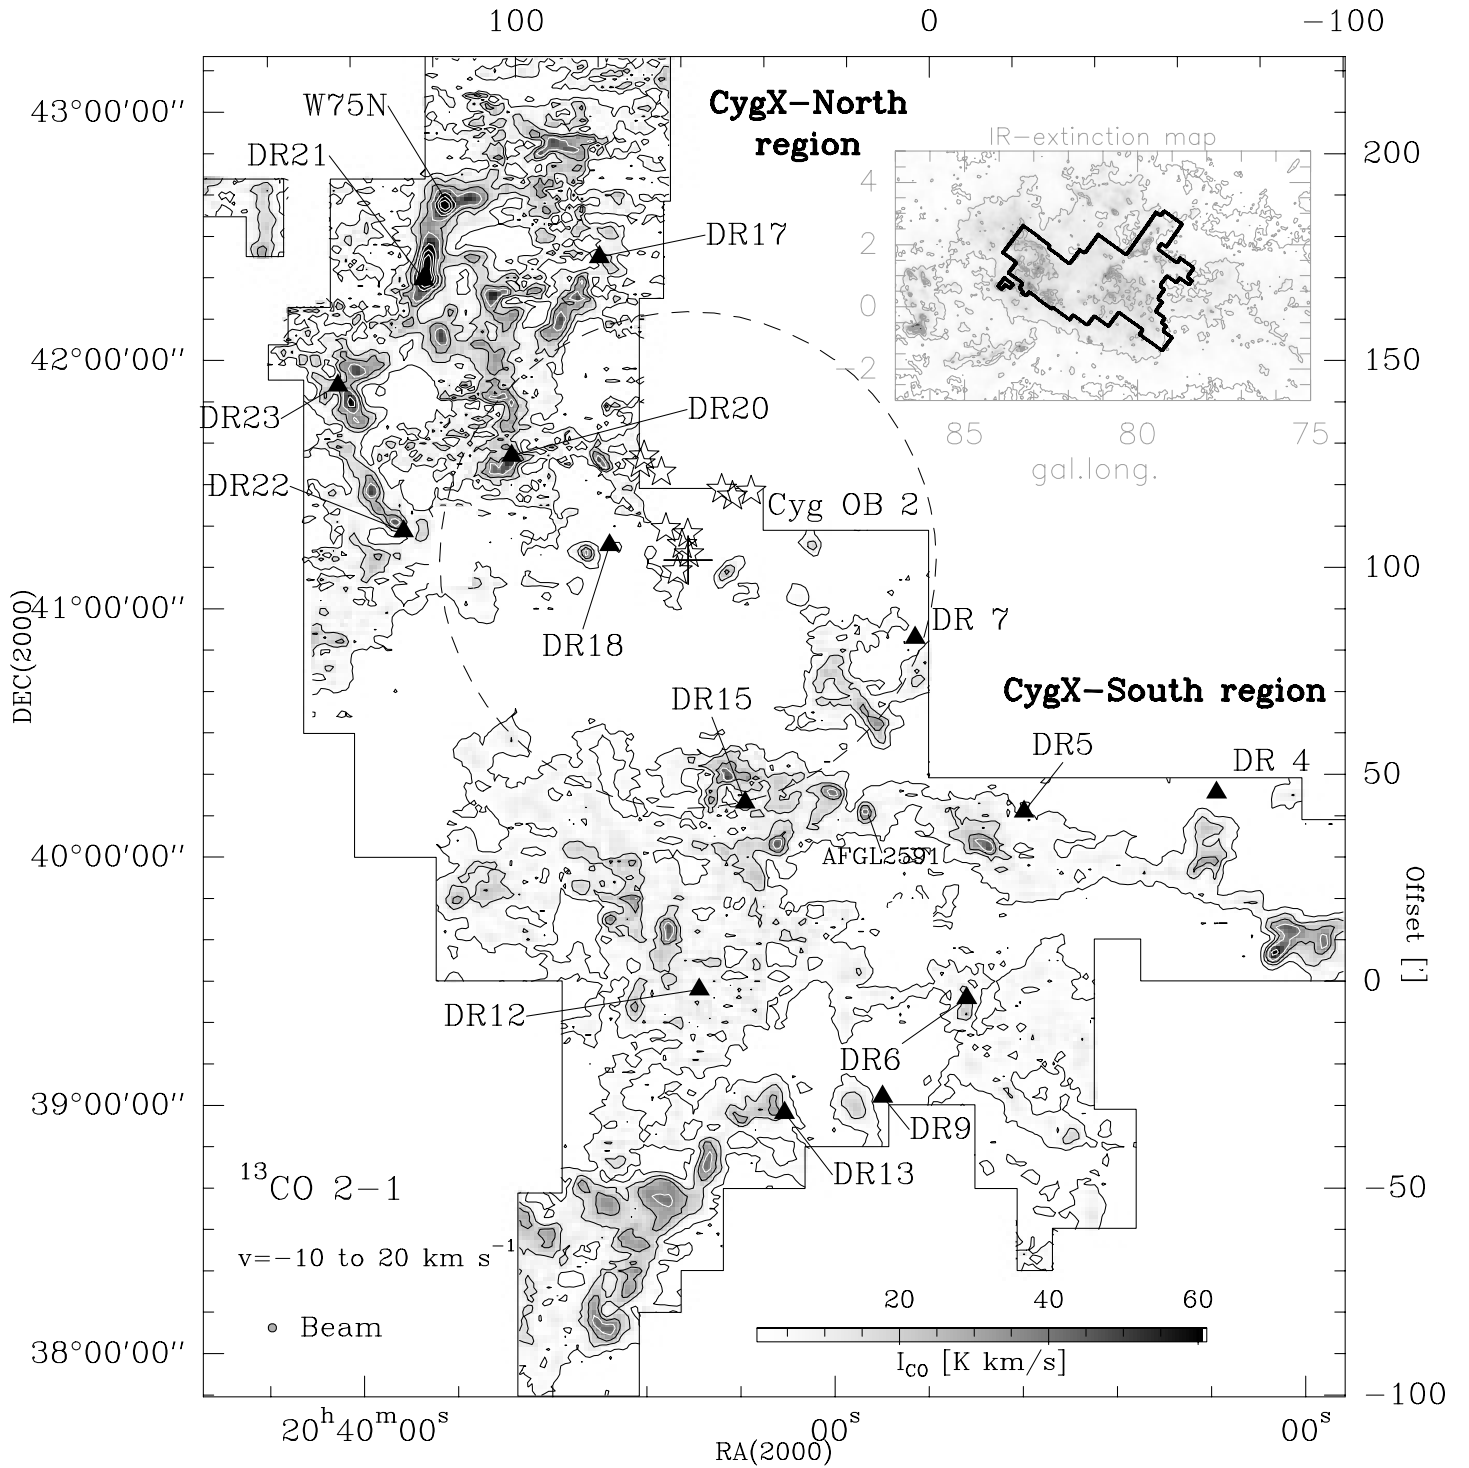 100 0 −100
43°00′00″
W75N
DR21
CygX−North
region
IR−extinction map
4
2
0
−2
85 80 75
gal.long.
200
DR17
42°00′00″
150
DR23
DR20
DR22
Cyg OB 2
100
41°00′00″
DR18
DR 7
DEC(2000)
CygX−South region
DR15
DR5
DR 4
50
40°00′00″
AFGL2591
Offset [′]
0
DR12
DR6
39°00′00″
DR9
DR13
−50
13CO 2−1
v=−10 to 20 km s−1
20 40 60
Beam
ICO [K km/s]
38°00′00″
−100
20h40m00s 00s 00s
RA(2000)